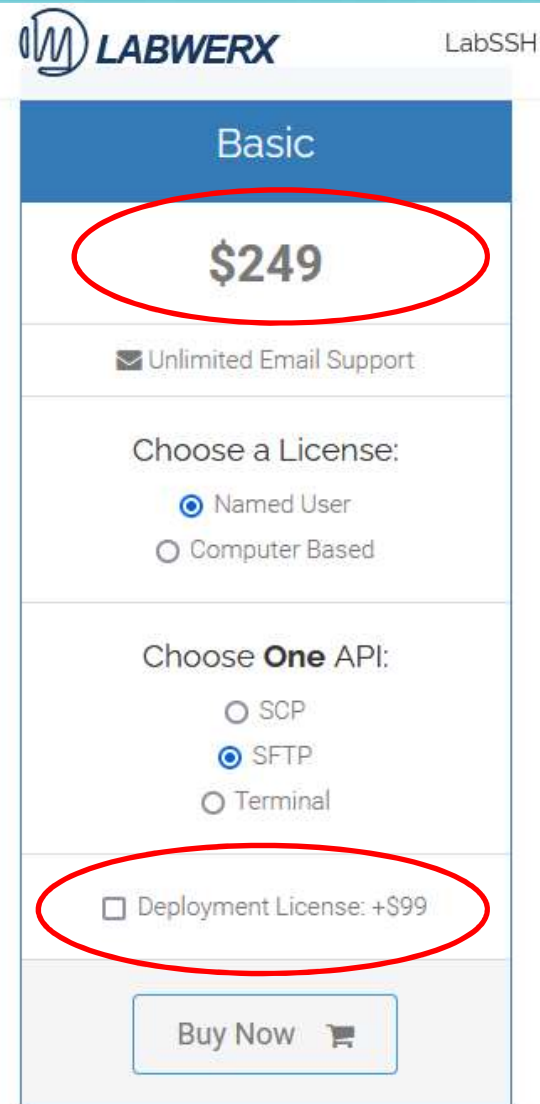 LABWERX LabSSH
Basic
$249
Unlimited Email Support
Choose a License:
Named User
Computer Based
Choose One API:
SCP
SFTP
Terminal
Deployment License: +$99
Buy Now